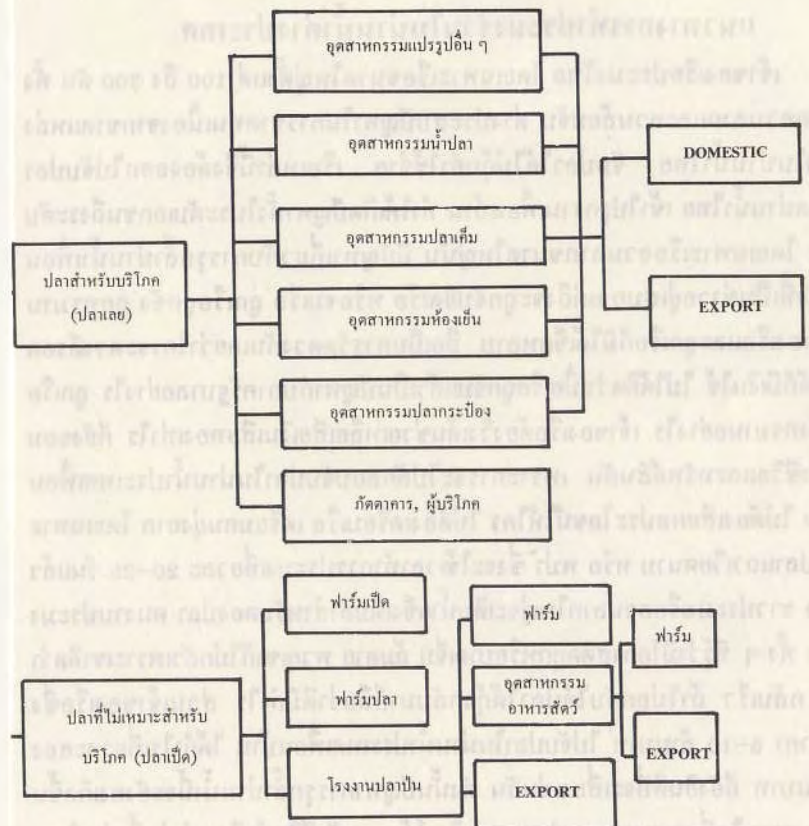 อุตสาหกรรมแปรรูปอื่น ๆ
อุตสาหกรรมน้ำปลา
DOMESTIC
อุตสาหกรรมปลาเค็ม
ปลาสำหรับบริโภค
(ปลาเลย)
อุตสาหกรรมห้องเย็น
EXPORT
อุตสาหกรรมปลากระป๋อง
ภัตตาคาร, ผู้บริโภค
ฟาร์มเป็ด
ฟาร์ม
ฟาร์ม
ฟาร์มปลา
อุตสาหกรรม
อาหารสัตว์
ปลาที่ไม่เหมาะสำหรับ
บริโภค (ปลาเป็ด)
EXPORT
โรงงานปลาป่น
EXPORT